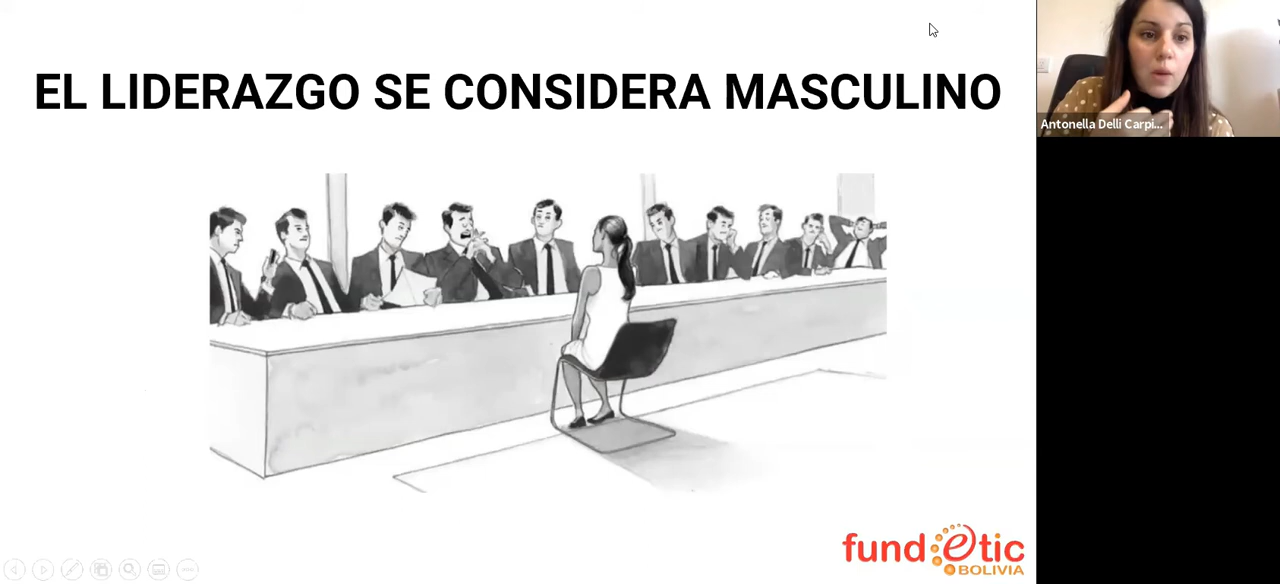 EL LIDERAZGO SE CONSIDERA MASCULINO
Antonella Delli Carpi...
fundetic
BOLIVIA